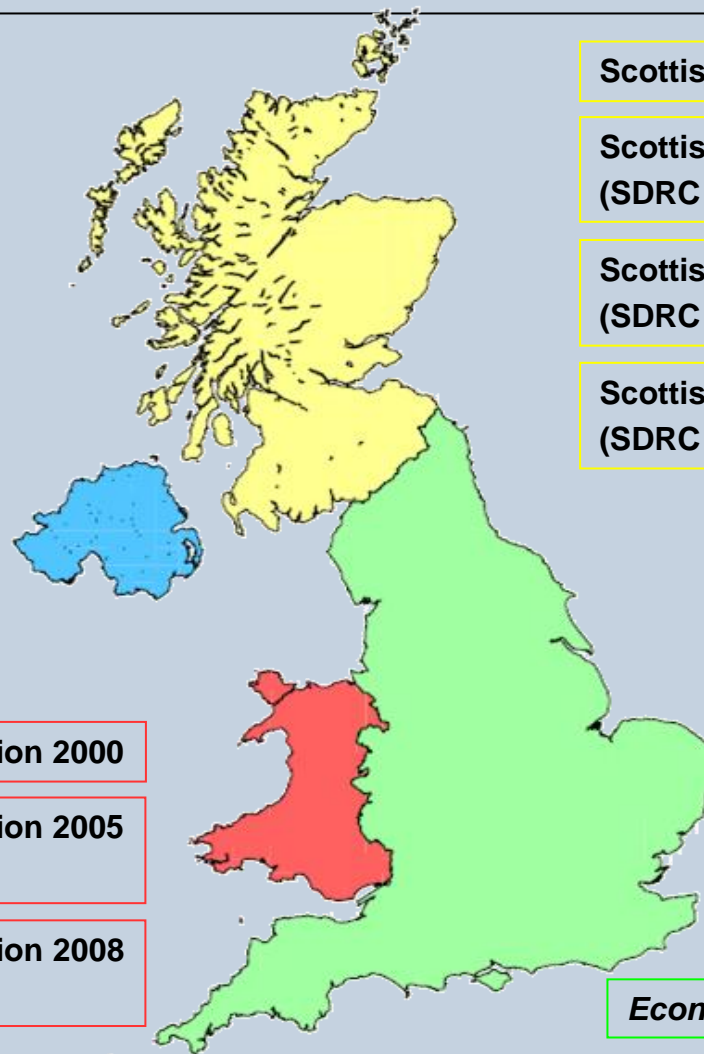 Scottis
Scottis
(SDRC
Scottis
(SDRC
Scottis
(SDRC
ion 2000
ion 2005
ion 2008
Econ